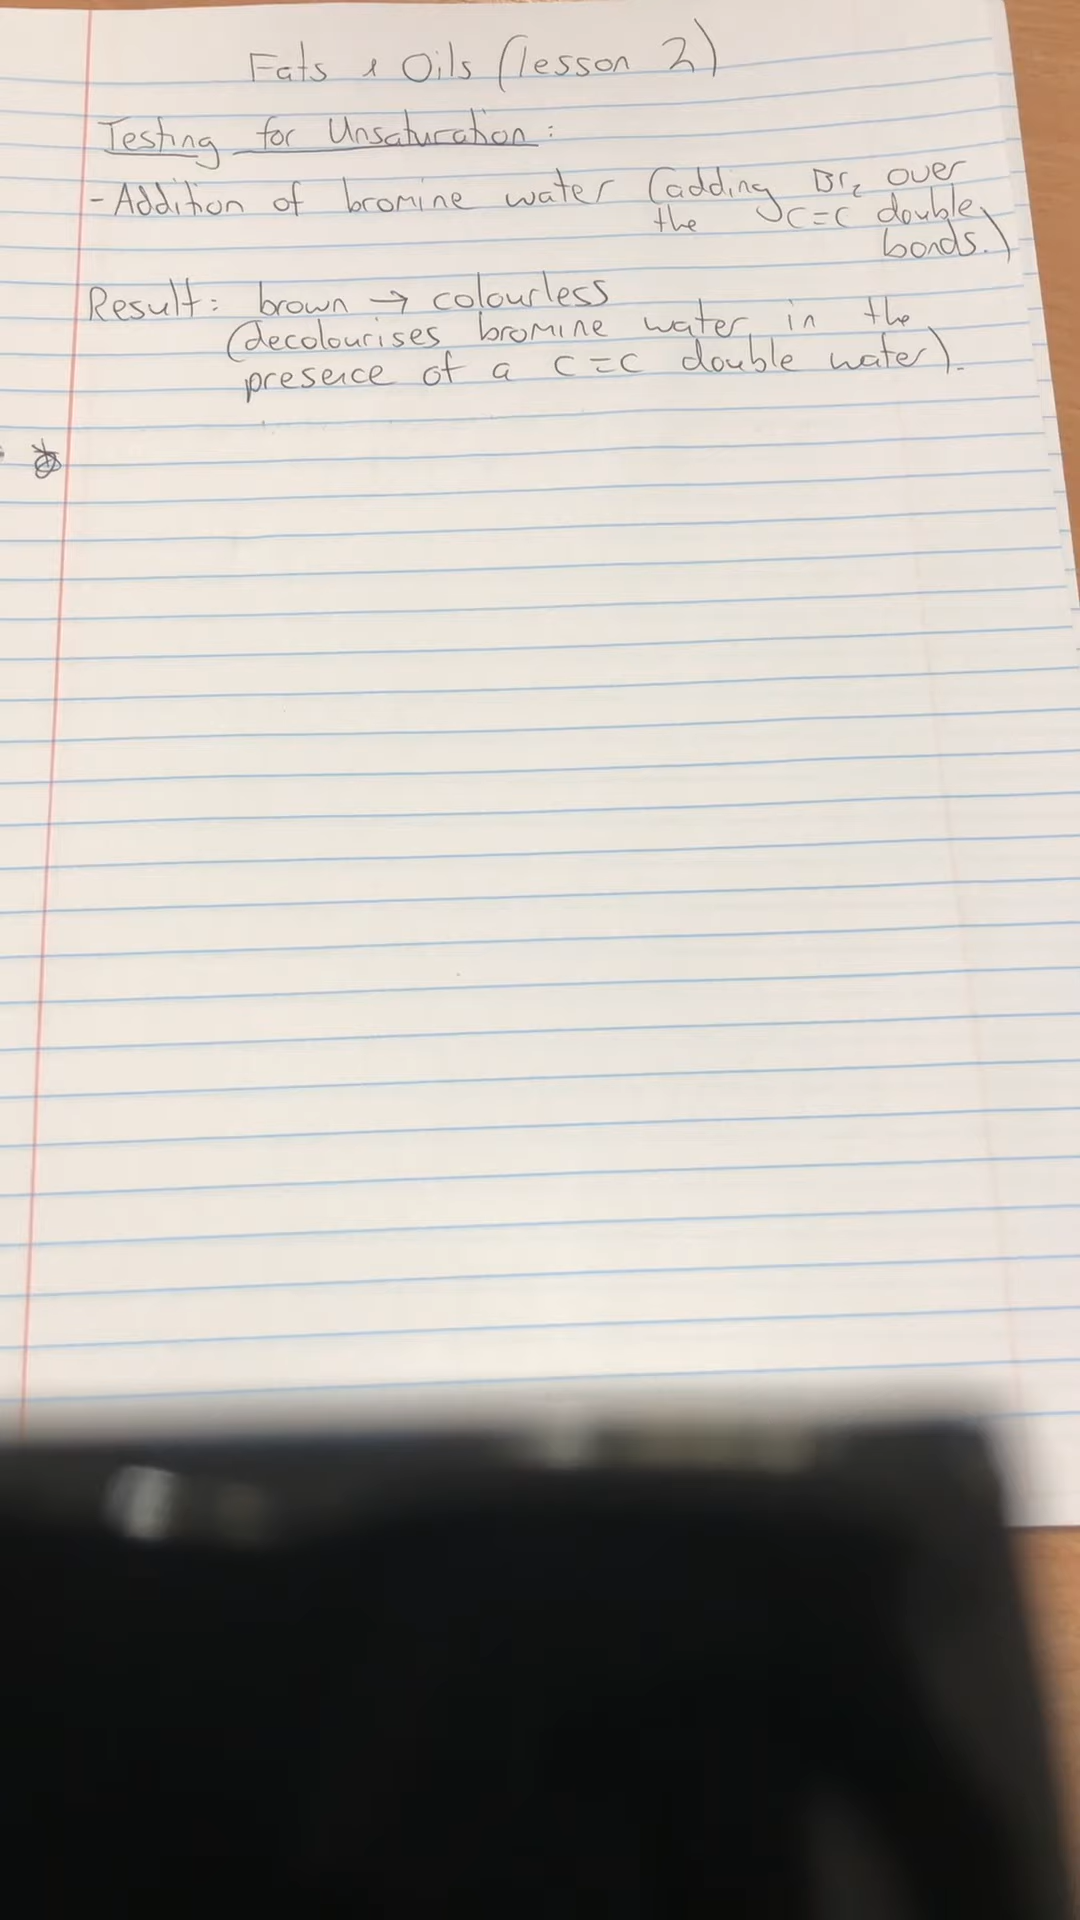 Fats & Oils (lesson 2)
Testing for Unsaturation:
- Addition of bromine water (adding Br₂ over
the C=C double
bonds.)
Result: brown → colourless
(decolourises bromine water in the
presence of a C=C double water).